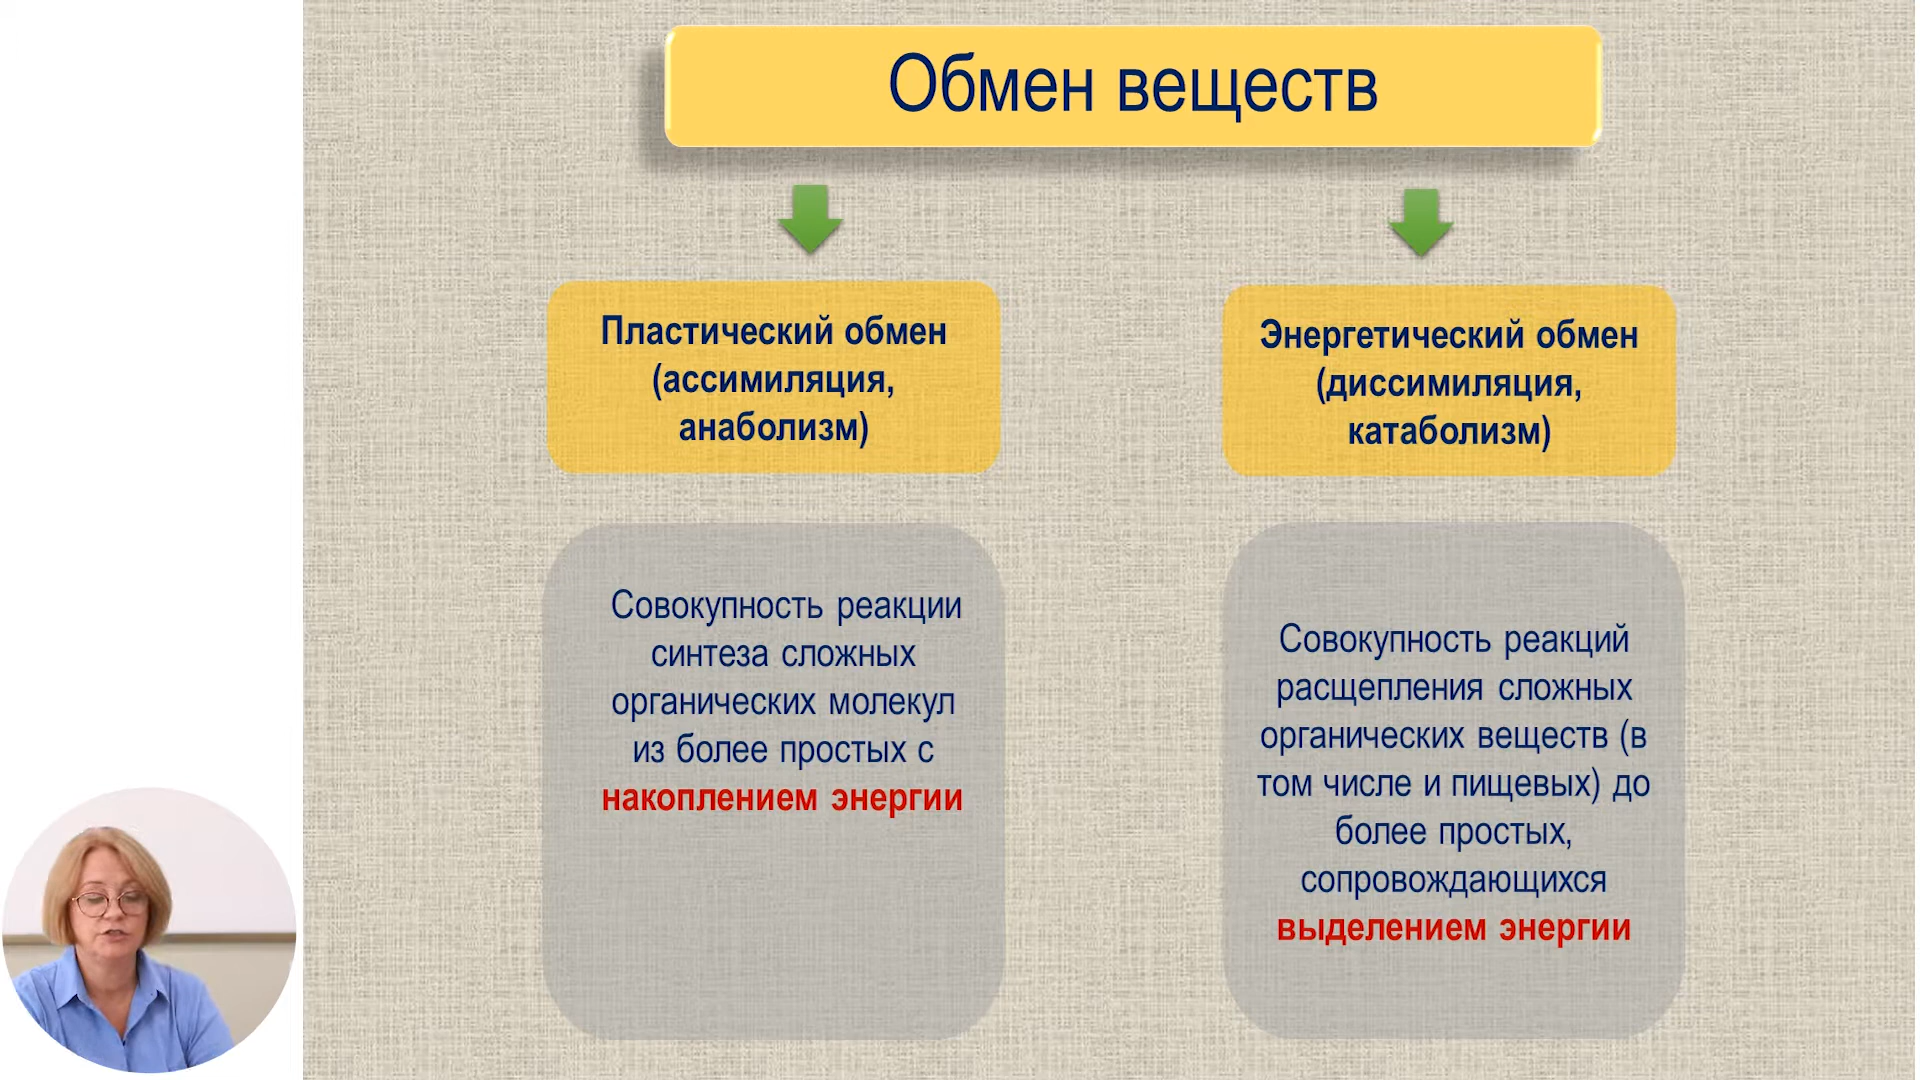 Обмен веществ
Пластический обмен
(ассимиляция,
анаболизм)
Энергетический обмен
(диссимиляция,
катаболизм)
Совокупность реакции
синтеза сложных
органических молекул
из более простых с
накоплением энергии
Совокупность реакций
расщепления сложных
органических веществ (в
том числе и пищевых) до
более простых,
сопровождающихся
выделением энергии